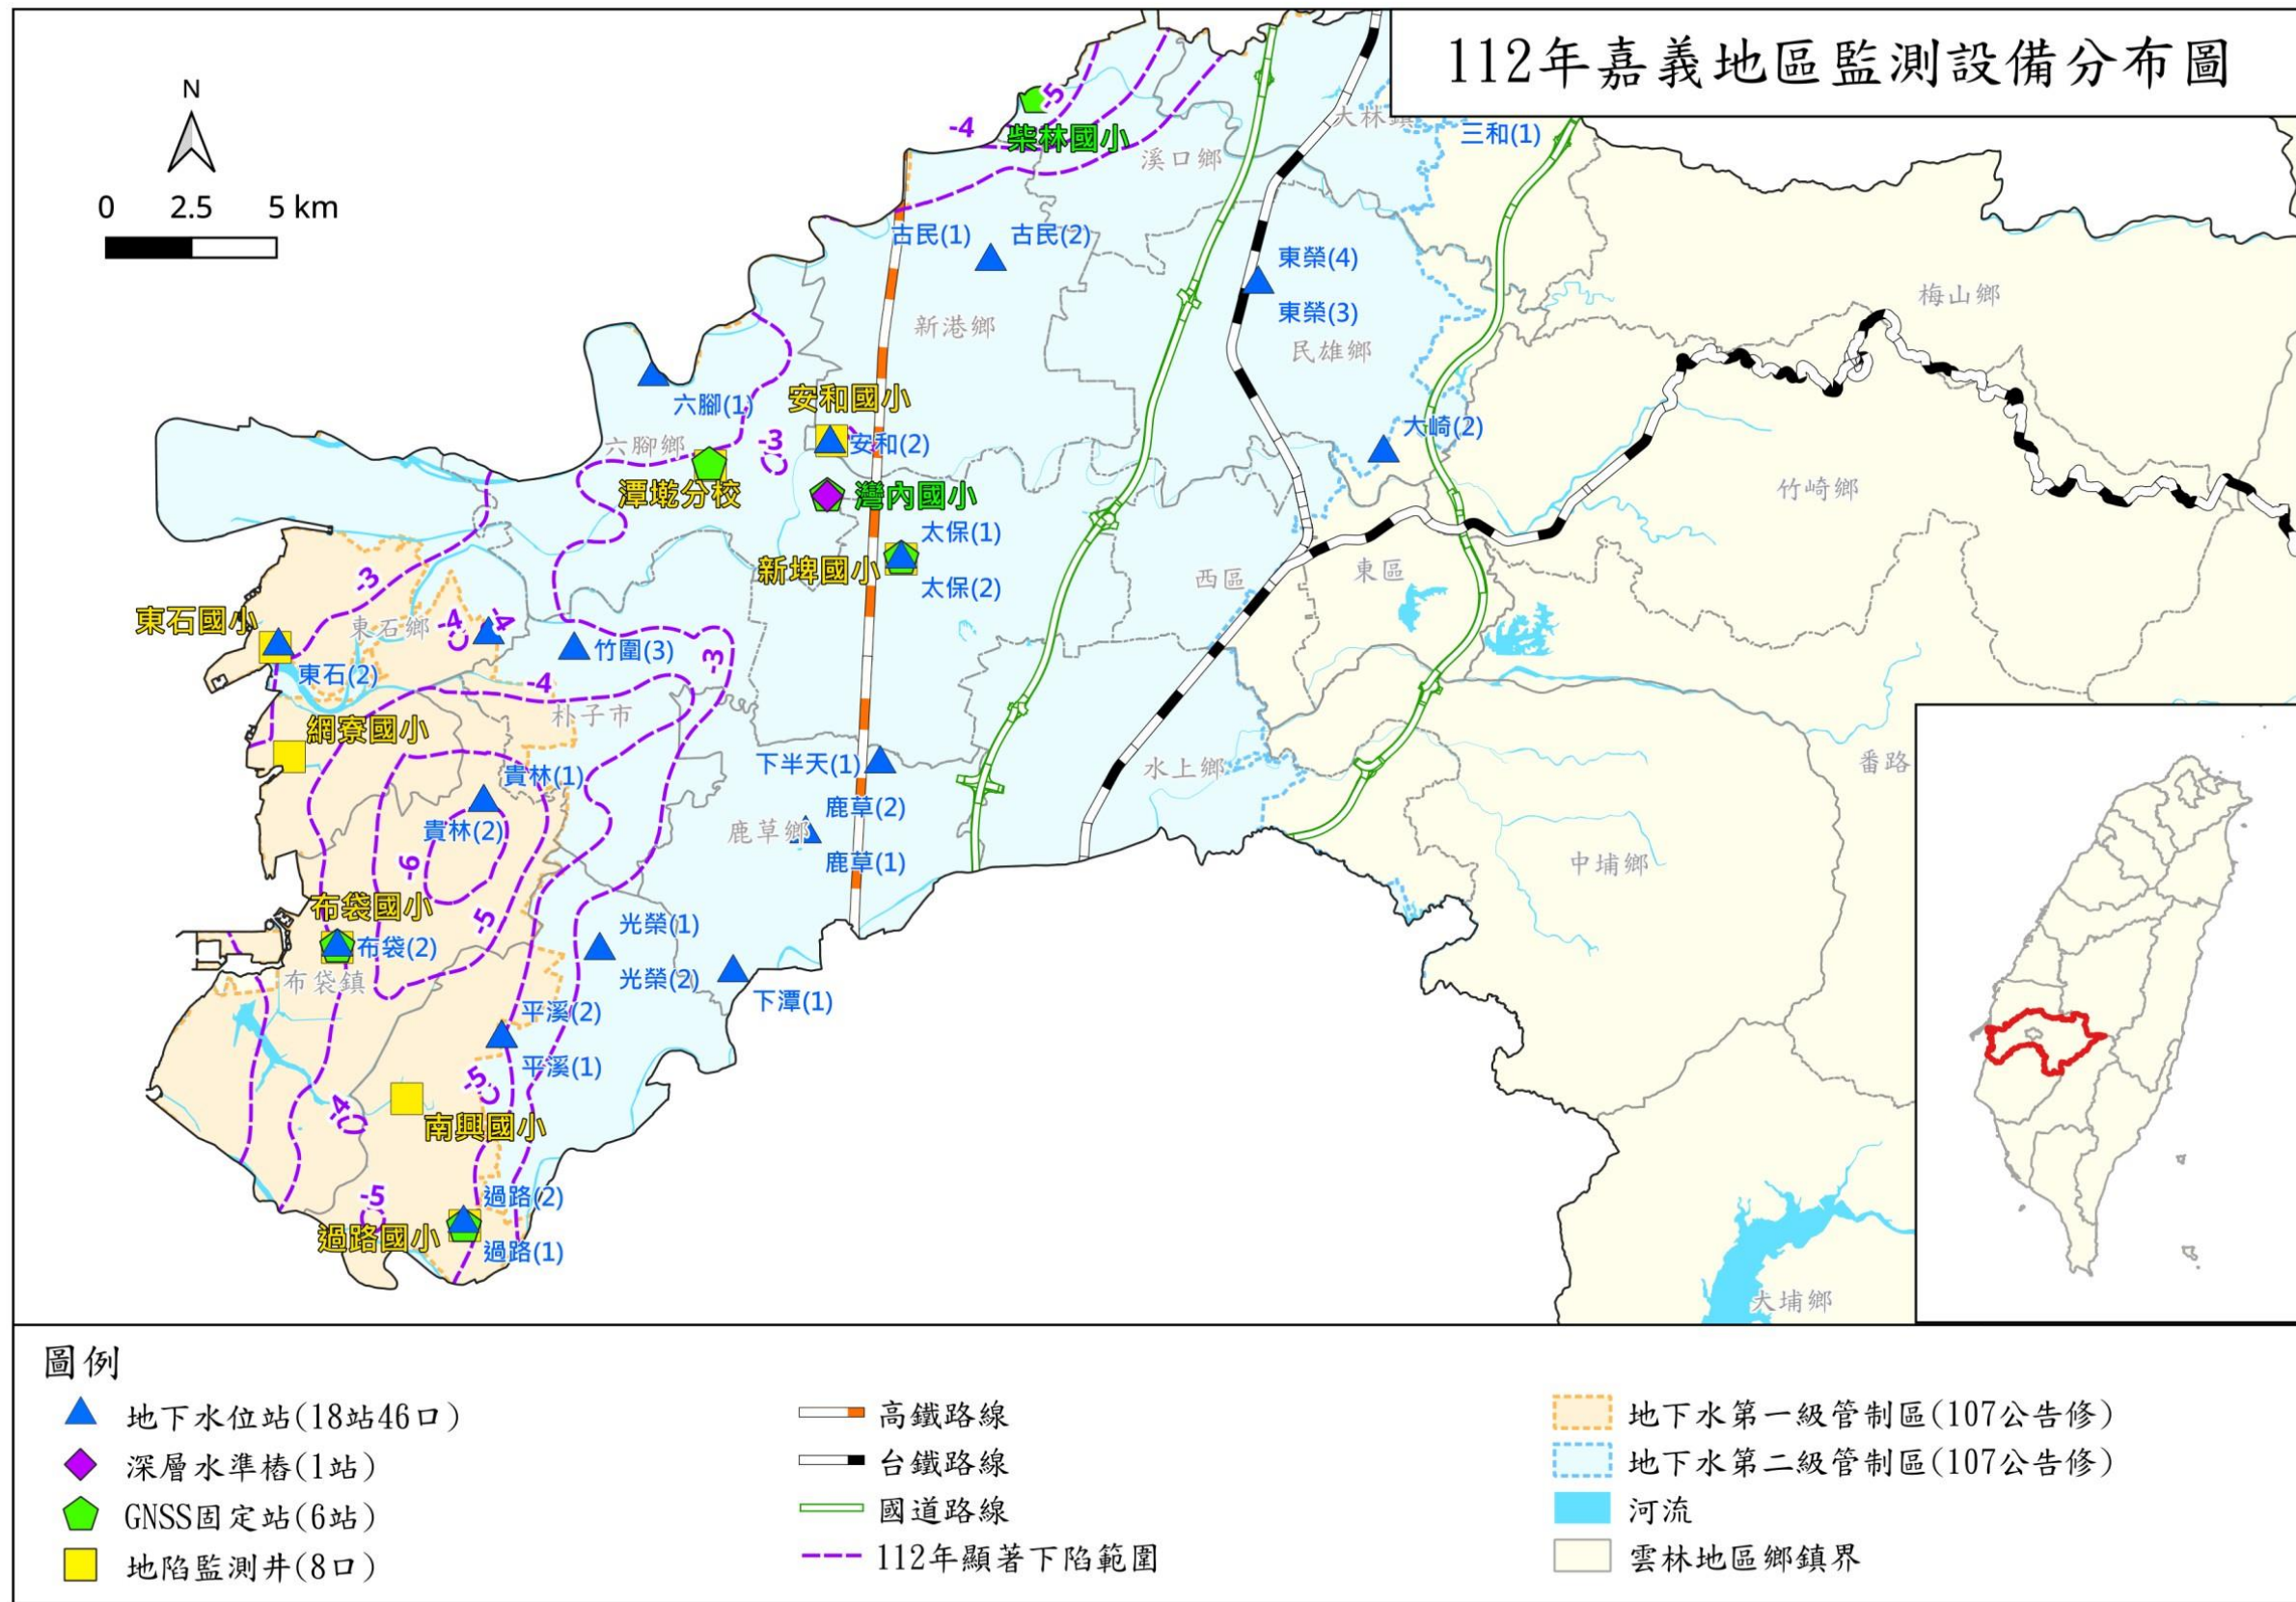 112年嘉義地區監測設備分布圖
N
0 2.5 5 km
-5
-4
柴林國小
溪口鄉
大林鎮
三和(1)
古民(1)
古民(2)
東榮(4)
東榮(3)
新港鄉
民雄鄉
梅山鄉
六腳(1)
安和國小
安和(2)
大崎(2)
六腳鄉
-3
潭墘分校
灣內國小
竹崎鄉
太保(1)
新埤國小
太保(2)
西區
東區
-3
東石國小
東石鄉
-4
-4
竹圍(3)
-3
東石(2)
-4
朴子市
網寮國小
貴林(1)
貴林(2)
下半天(1)
水上鄉
番路
鹿草(2)
鹿草鄉
鹿草(1)
中埔鄉
-6
布袋國小
-5
光榮(1)
布袋(2)
光榮(2)
布袋鎮
下潭(1)
平溪(2)
平溪(1)
-5
-4
南興國小
-5
過路(2)
過路國小
過路(1)
大埔鄉
圖例
地下水位站(18站46口)
深層水準樁(1站)
GNSS固定站(6站)
地陷監測井(8口)
高鐵路線
台鐵路線
國道路線
112年顯著下陷範圍
地下水第一級管制區(107公告修)
地下水第二級管制區(107公告修)
河流
雲林地區鄉鎮界